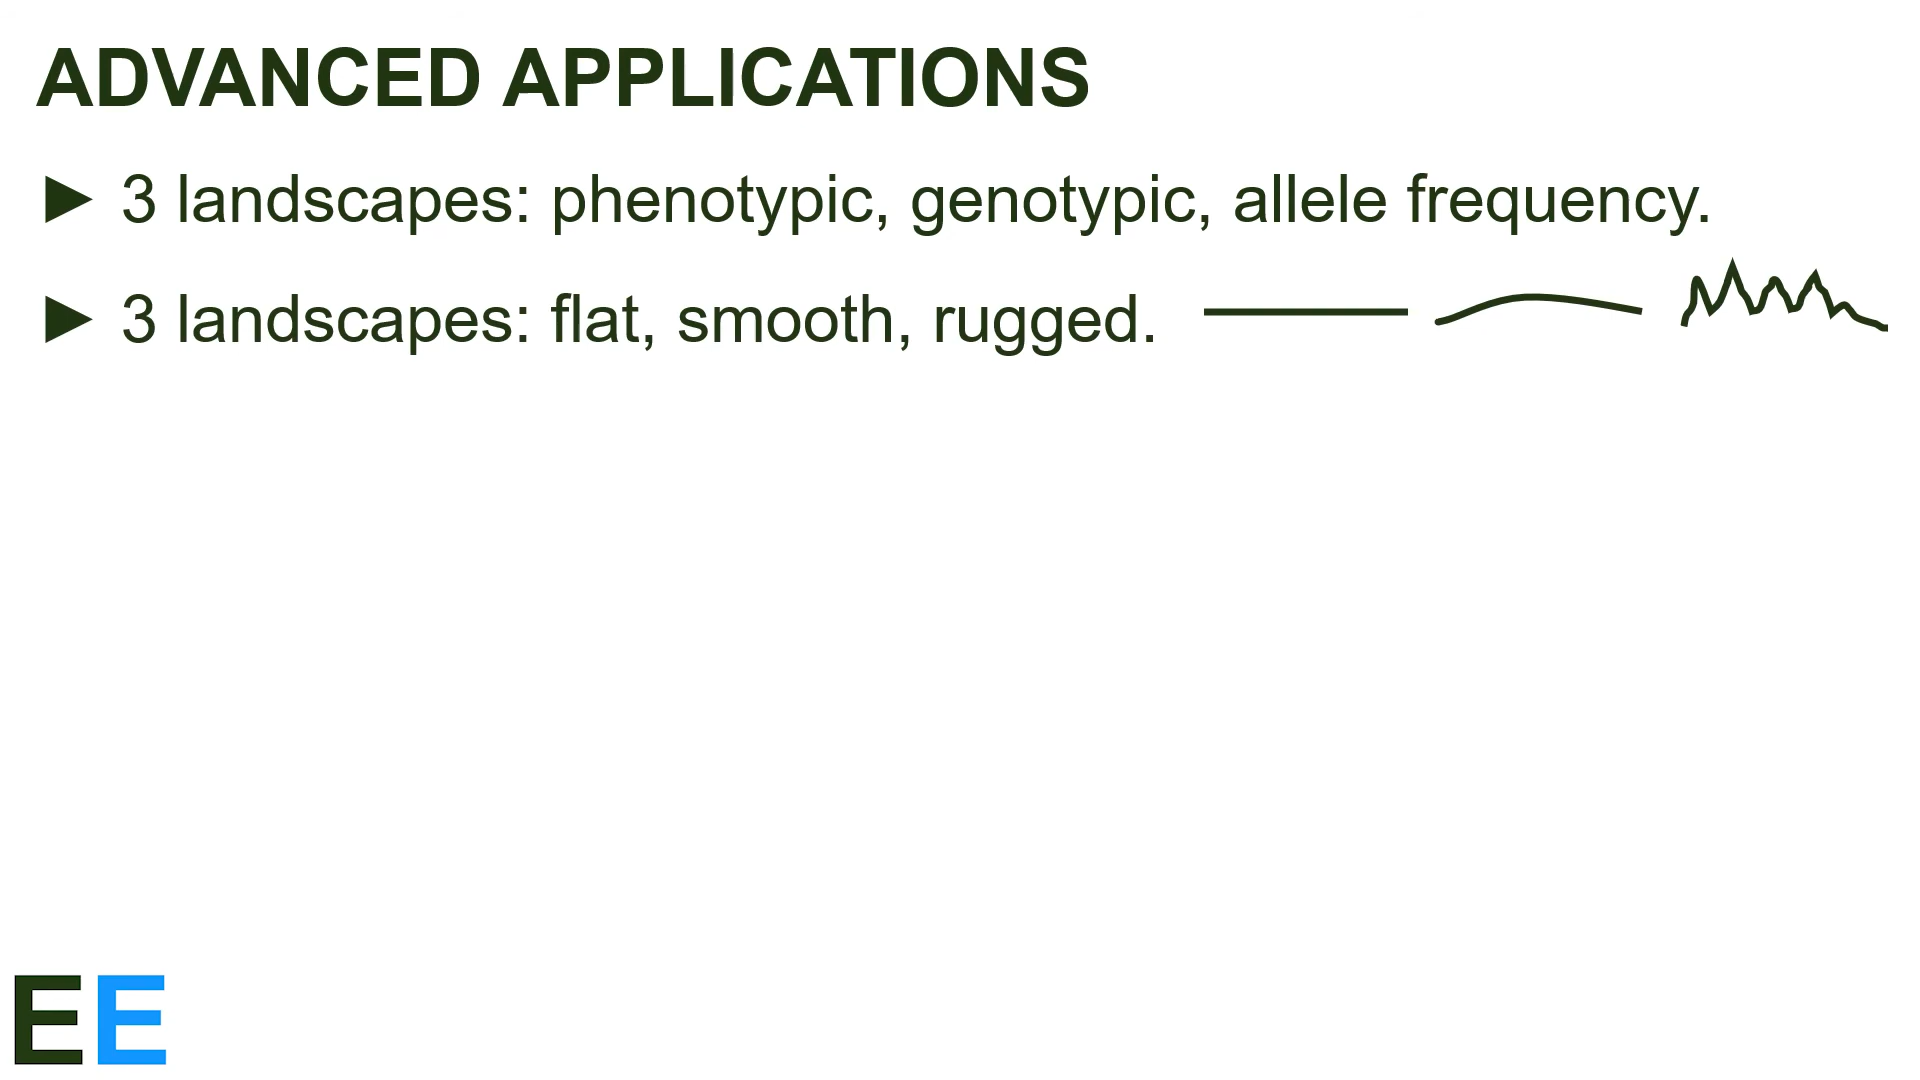 ADVANCED APPLICATIONS
► 3 landscapes: phenotypic, genotypic, allele frequency.
► 3 landscapes: flat, smooth, rugged.
EE